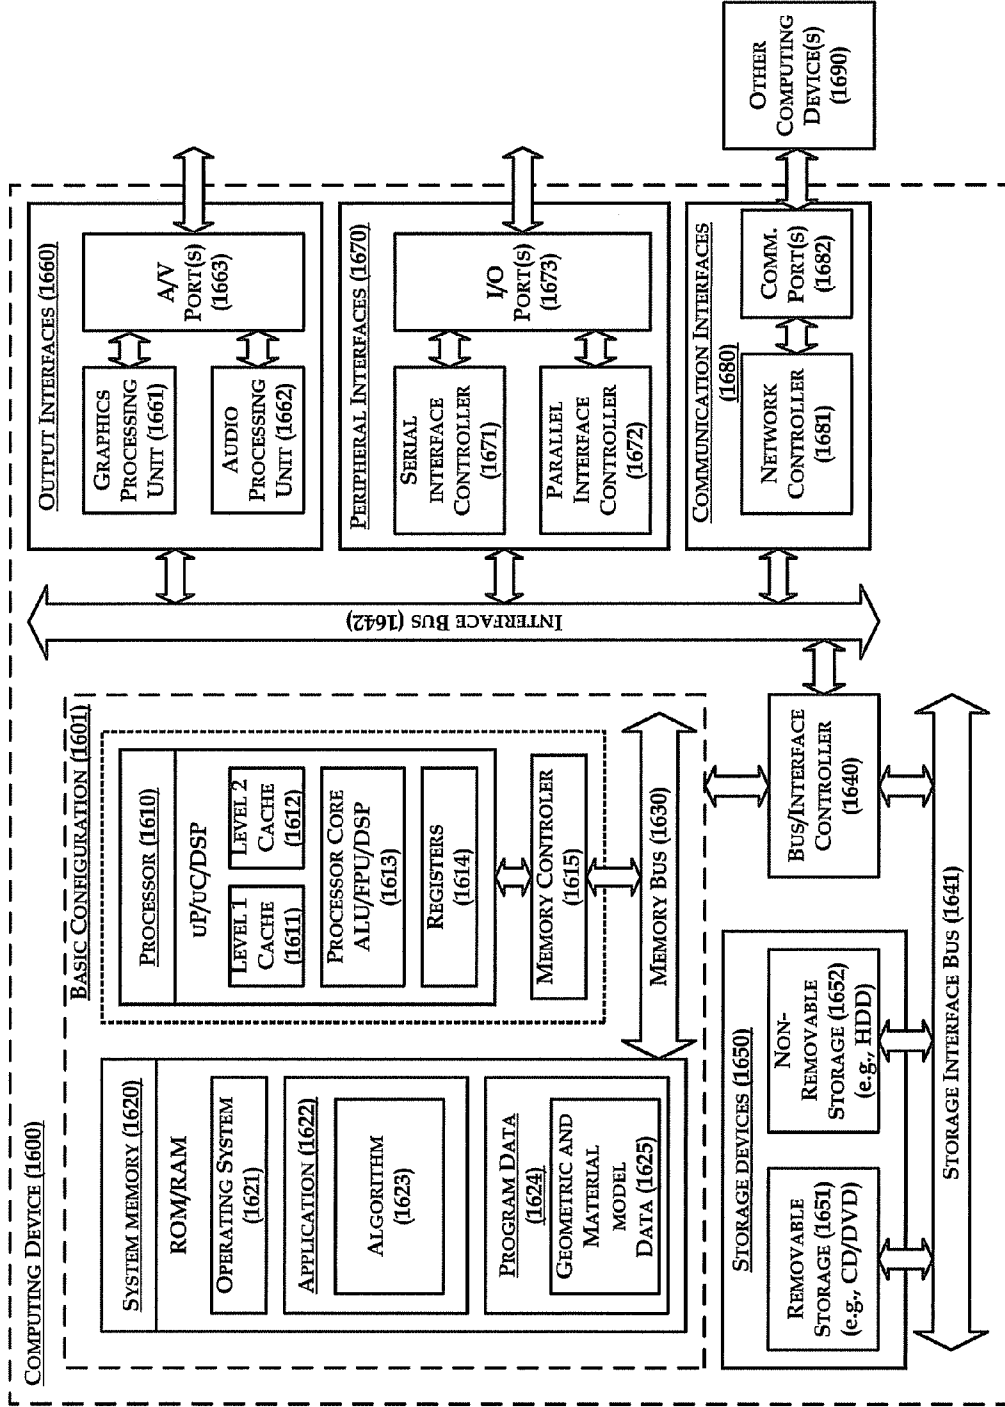 COMPUTING DEVICE (1600)
BASIC CONFIGURATION (1601)
SYSTEM MEMORY (1620)
ROM/RAM
OPERATING SYSTEM
(1621)
APPLICATION (1622)
ALGORITHM
(1623)
PROGRAM DATA
(1624)
GEOMETRIC AND
MATERIAL
MODEL
DATA (1625)
PROCESSOR (1610)
UP/UC/DSP
LEVEL 1
CACHE
(1611)
LEVEL 2
CACHE
(1612)
PROCESSOR CORE
ALU/FPU/DSP
(1613)
REGISTERS
(1614)
MEMORY CONTROLER
(1615)
MEMORY BUS (1630)
STORAGE DEVICES (1650)
REMOVABLE
STORAGE (1651)
(e.g., CD/DVD)
NON-
REMOVABLE
STORAGE (1652)
(e.g., HDD)
BUS/INTERFACE
CONTROLLER
(1640)
STORAGE INTERFACE BUS (1641)
INTERFACE BUS (1642)
OUTPUT INTERFACES (1660)
GRAPHICS
PROCESSING
UNIT (1661)
AUDIO
PROCESSING
UNIT (1662)
A/V
PORT(S)
(1663)
PERIPHERAL INTERFACES (1670)
SERIAL
INTERFACE
CONTROLLER
(1671)
PARALLEL
INTERFACE
CONTROLLER
(1672)
I/O
PORT(S)
(1673)
COMMUNICATION INTERFACES
(1680)
NETWORK
CONTROLLER
(1681)
COMM.
PORT(S)
(1682)
OTHER
COMPUTING
DEVICE(S)
(1690)